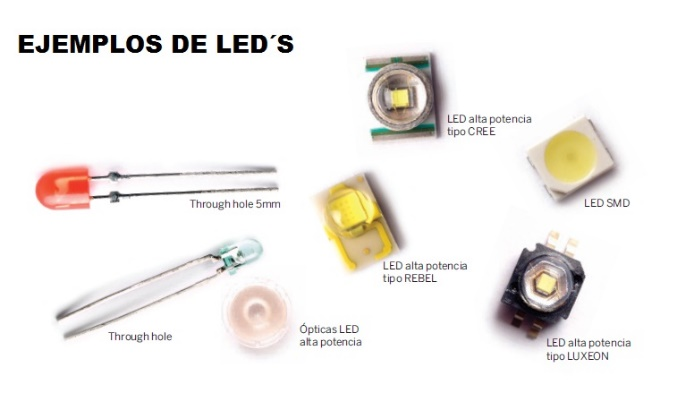 EJEMPLOS DE LED´S
LED alta potencia
tipo CREE
Through hole 5mm
LED SMD
LED alta potencia
tipo REBEL
Through hole
Ópticas LED
alta potencia
LED alta potencia
tipo LUXEON